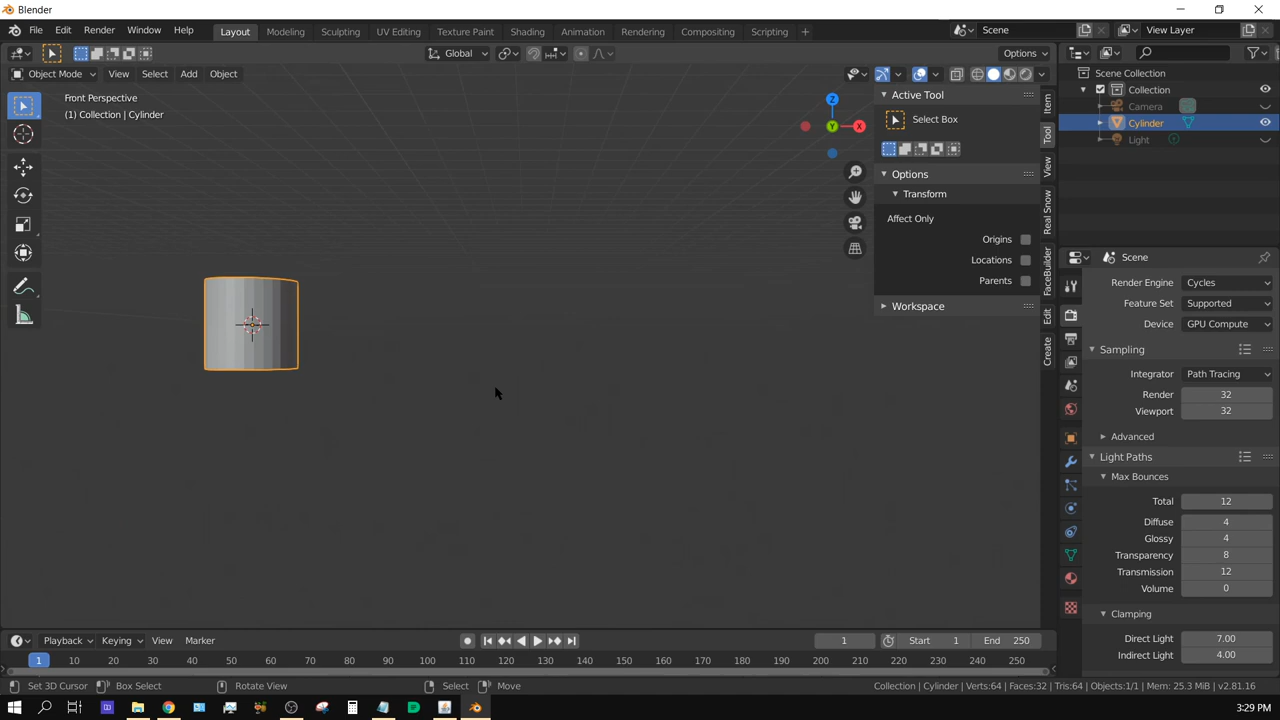 Blender
File Edit Render Window Help Layout Modeling Sculpting UV Editing Texture Paint Shading Animation Rendering Compositing Scripting + Scene View Layer
Global Options
Object Mode View Select Add Object
Front Perspective
(1) Collection | Cylinder
Z
Y
X
Active Tool
Select Box
Options
Transform
Affect Only
Origins
Locations
Parents
Workspace
Item
Tool
View
Real Snow
FaceBuilder
Edit
Create
Scene Collection
Collection
Camera
Cylinder
Light
Scene
Render Engine Cycles
Feature Set Supported
Device GPU Compute
Sampling
Integrator Path Tracing
Render 32
Viewport 32
Advanced
Light Paths
Max Bounces
Total 12
Diffuse 4
Glossy 4
Transparency 8
Transmission 12
Volume 0
Clamping
Direct Light 7.00
Indirect Light 4.00
Playback Keying View Marker 1 Start 1 End 250
1 10 20 30 40 50 60 70 80 90 100 110 120 130 140 150 160 170 180 190 200 210 220 230 240 250
Set 3D Cursor Box Select Rotate View Select Move Collection | Cylinder | Verts:64 | Faces:32 | Tris:64 | Objects:1/1 | Mem: 25.3 MiB | v2.81.16
3:29 PM